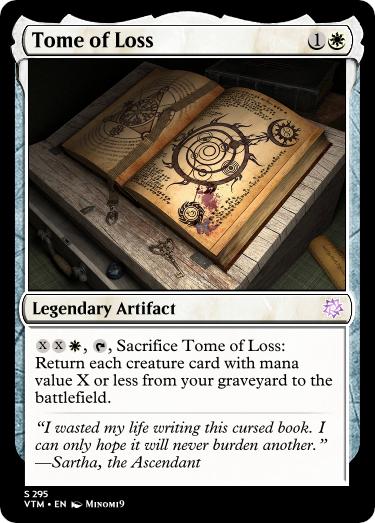 Tome of Loss 1
Legendary Artifact
X X , , Sacrifice Tome of Loss:
Return each creature card with mana
value X or less from your graveyard to the
battlefield.
“I wasted my life writing this cursed book. I
can only hope it will never burden another.”
—Sartha, the Ascendant
S 295
VTM • EN Minomi9